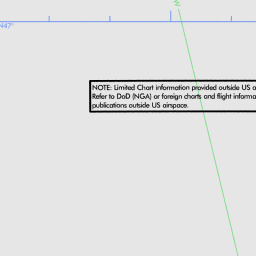 N47°
NOTE: Limited Chart information provided outside US a
Refer to DoD (NGA) or foreign charts and flight informa
publications outside US airspace.